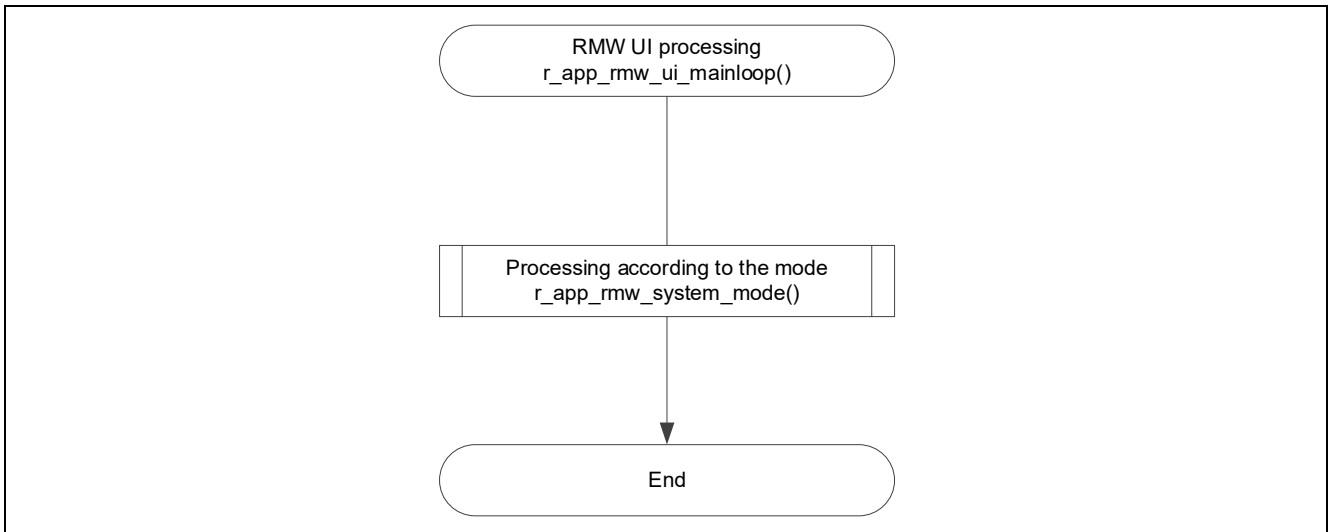 RMW UI processing
r_app_rmw_ui_mainloop()
Processing according to the mode
r_app_rmw_system_mode()
End